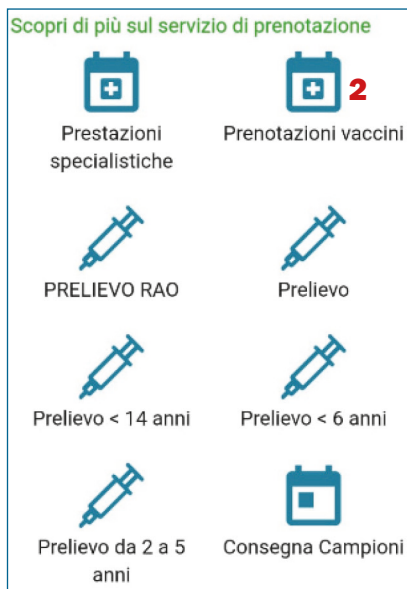 Scopri di più sul servizio di prenotazione
2
Prestazioni
specialistiche
Prenotazioni vaccini
PRELIEVO RAO
Prelievo
Prelievo < 14 anni
Prelievo < 6 anni
Prelievo da 2 a 5
anni
Consegna Campioni